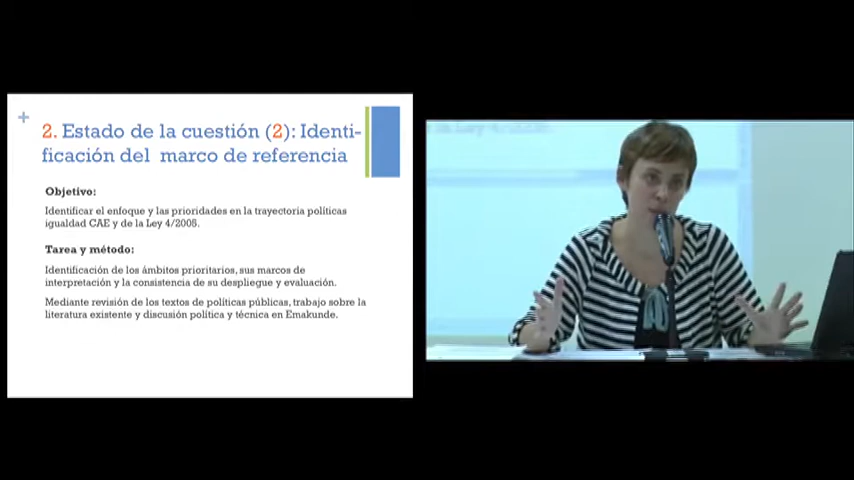 2. Estado de la cuestión (2): Identi-
ficación del marco de referencia
Objetivo:
Identificar el enfoque y las prioridades en la trayectoria políticas
igualdad CAE y de la Ley 4/2005.
Tarea y método:
Identificación de los ámbitos prioritarios, sus marcos de
interpretación y la consistencia de su despliegue y evaluación.
Mediante revisión de los textos de políticas públicas, trabajo sobre la
literatura existente y discusión política y técnica en Emakunde.